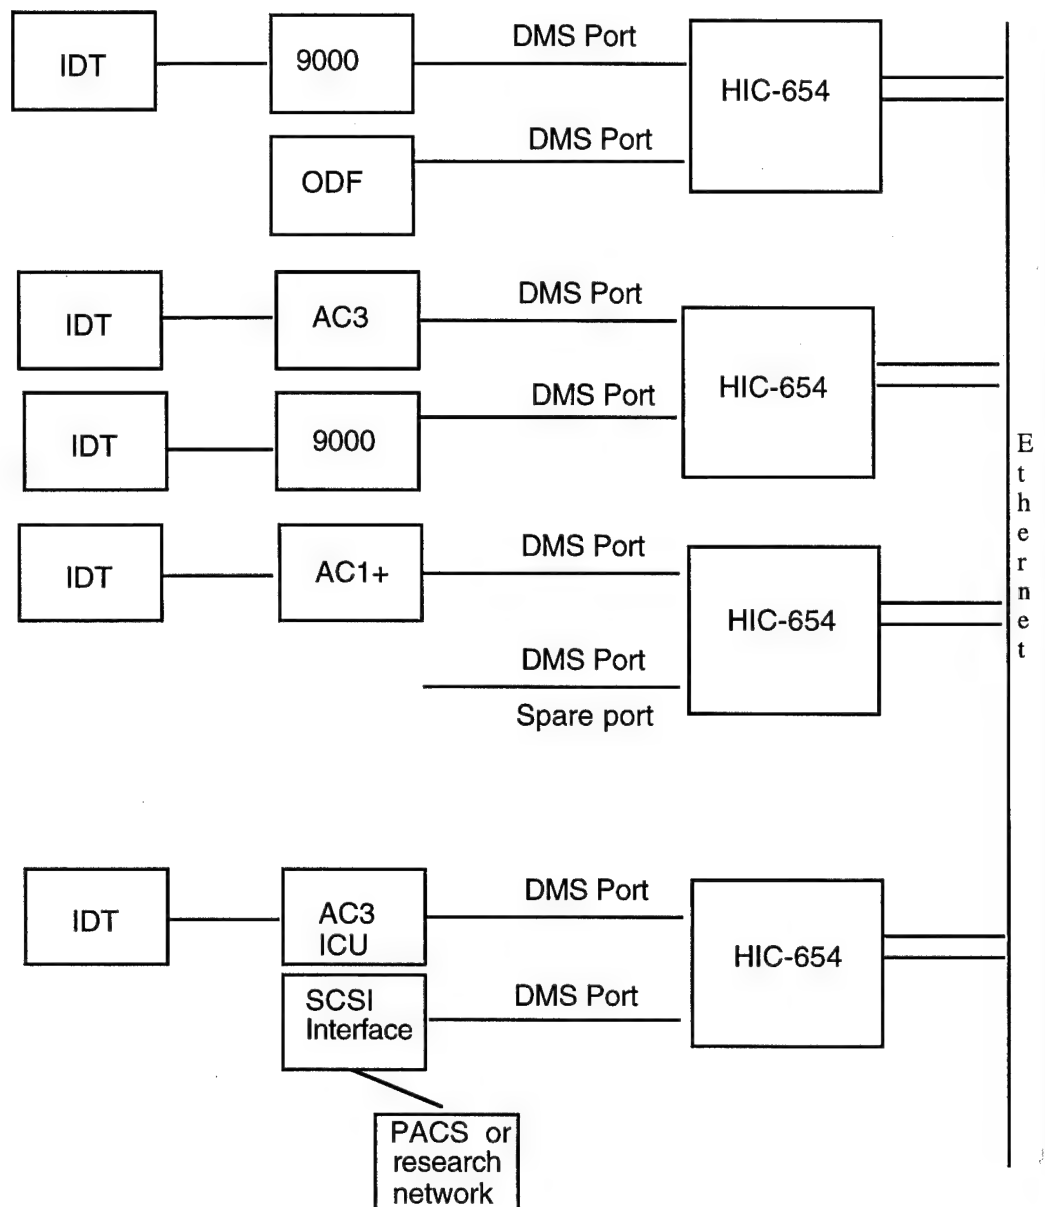 IDT
9000
DMS Port
HIC-654
ODF
DMS Port
IDT
AC3
DMS Port
HIC-654
IDT
9000
DMS Port
IDT
AC1+
DMS Port
HIC-654
DMS Port
Spare port
IDT
AC3
ICU
DMS Port
HIC-654
SCSI
Interface
DMS Port
PACS or
research
network
Ethernet